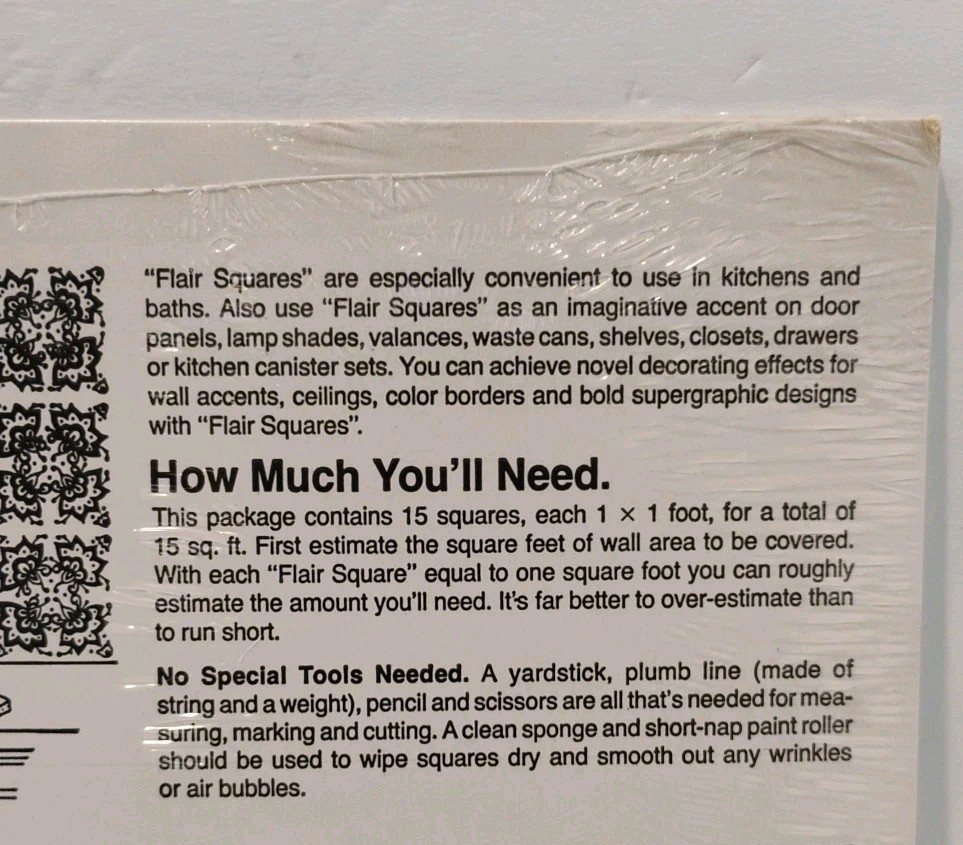 “Flair Squares” are especially convenient to use in kitchens and
baths. Also use “Flair Squares” as an imaginative accent on door
panels, lamp shades, valances, waste cans, shelves, closets, drawers
or kitchen canister sets. You can achieve novel decorating effects for
wall accents, ceilings, color borders and bold supergraphic designs
with “Flair Squares”.
How Much You’ll Need.
This package contains 15 squares, each 1 × 1 foot, for a total of
15 sq. ft. First estimate the square feet of wall area to be covered.
With each “Flair Square” equal to one square foot you can roughly
estimate the amount you’ll need. It’s far better to over-estimate than
to run short.
No Special Tools Needed. A yardstick, plumb line (made of
string and a weight), pencil and scissors are all that’s needed for mea-
suring, marking and cutting. A clean sponge and short-nap paint roller
should be used to wipe squares dry and smooth out any wrinkles
or air bubbles.